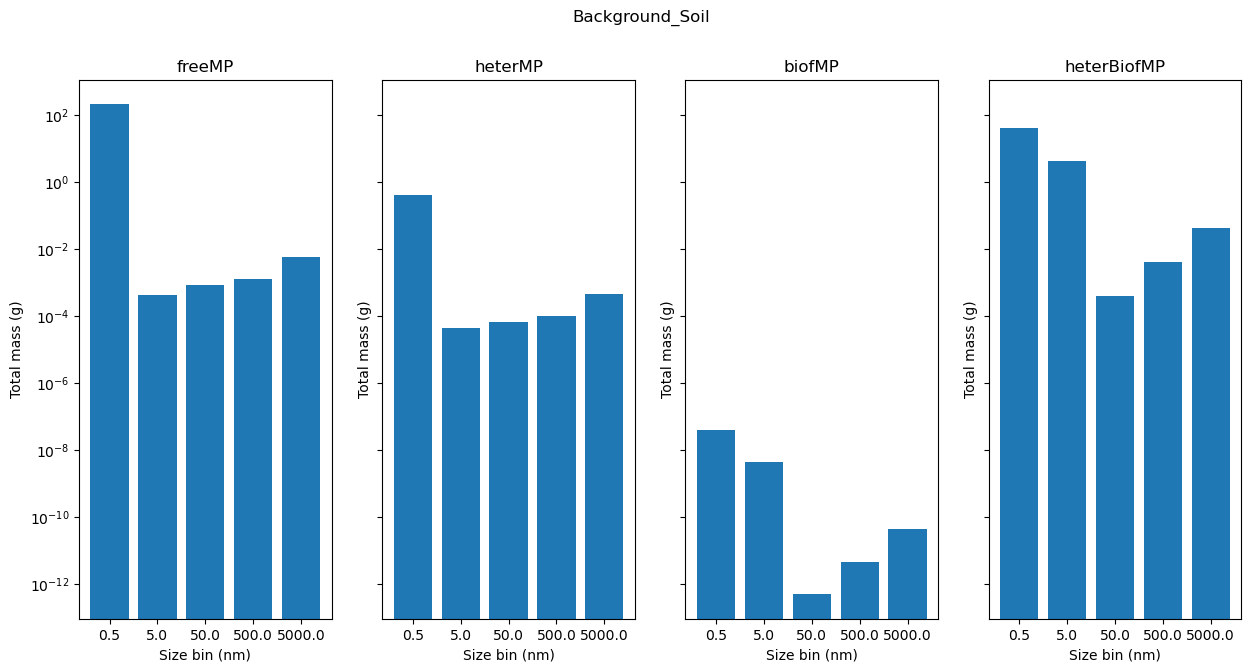 Background_Soil
freeMP
heterMP
biofMP
heterBiofMP
Total mass (g)
10²
10⁰
10⁻²
10⁻⁴
10⁻⁶
10⁻⁸
10⁻¹⁰
10⁻¹²
0.5 5.0 50.0 500.0 5000.0
Size bin (nm)
Total mass (g)
0.5 5.0 50.0 500.0 5000.0
Size bin (nm)
Total mass (g)
0.5 5.0 50.0 500.0 5000.0
Size bin (nm)
Total mass (g)
0.5 5.0 50.0 500.0 5000.0
Size bin (nm)